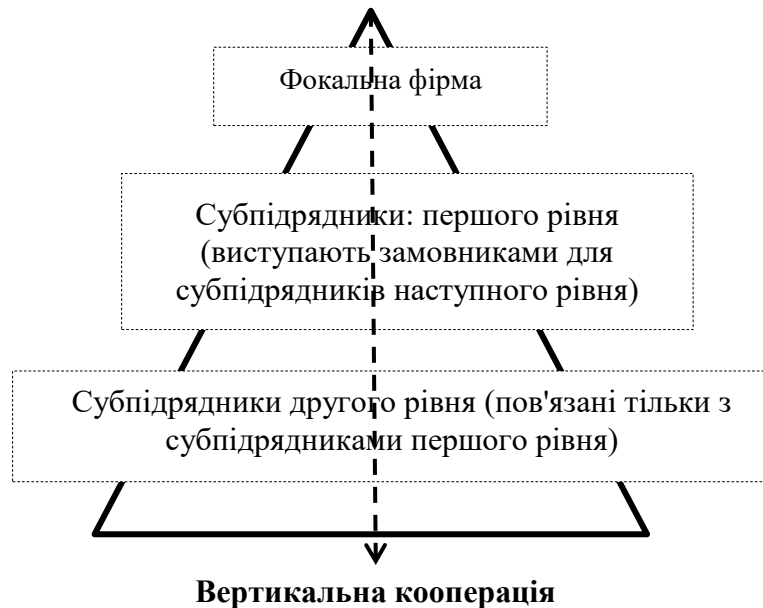 Фокальна фірма
Субпідрядники: першого рівня
(виступають замовниками для
субпідрядників наступного рівня)
Субпідрядники другого рівня (пов'язані тільки з
субпідрядниками першого рівня)
Вертикальна кооперація